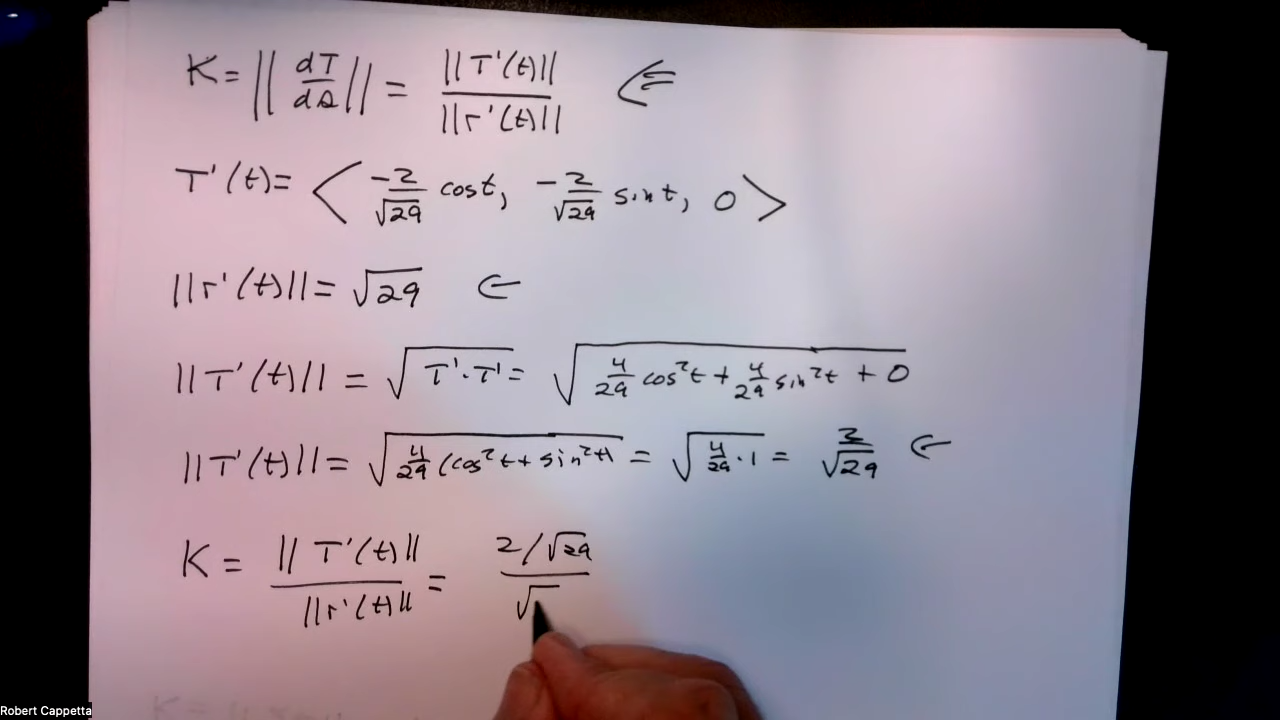 K = || dT/ds || = ||T'(t)|| / ||r'(t)|| ⇐
T'(t) = < -2/√29 cos t, -2/√29 sin t, 0 >
||r'(t)|| = √29 ←
||T'(t)|| = √(T'·T') = √(4/29 cos²t + 4/29 sin²t + 0)
||T'(t)|| = √(4/29 (cos²t + sin²t)) = √(4/29 · 1) = 2/√29 ←
K = ||T'(t)|| / ||r'(t)|| = 2/√29 / √
Robert Cappetta